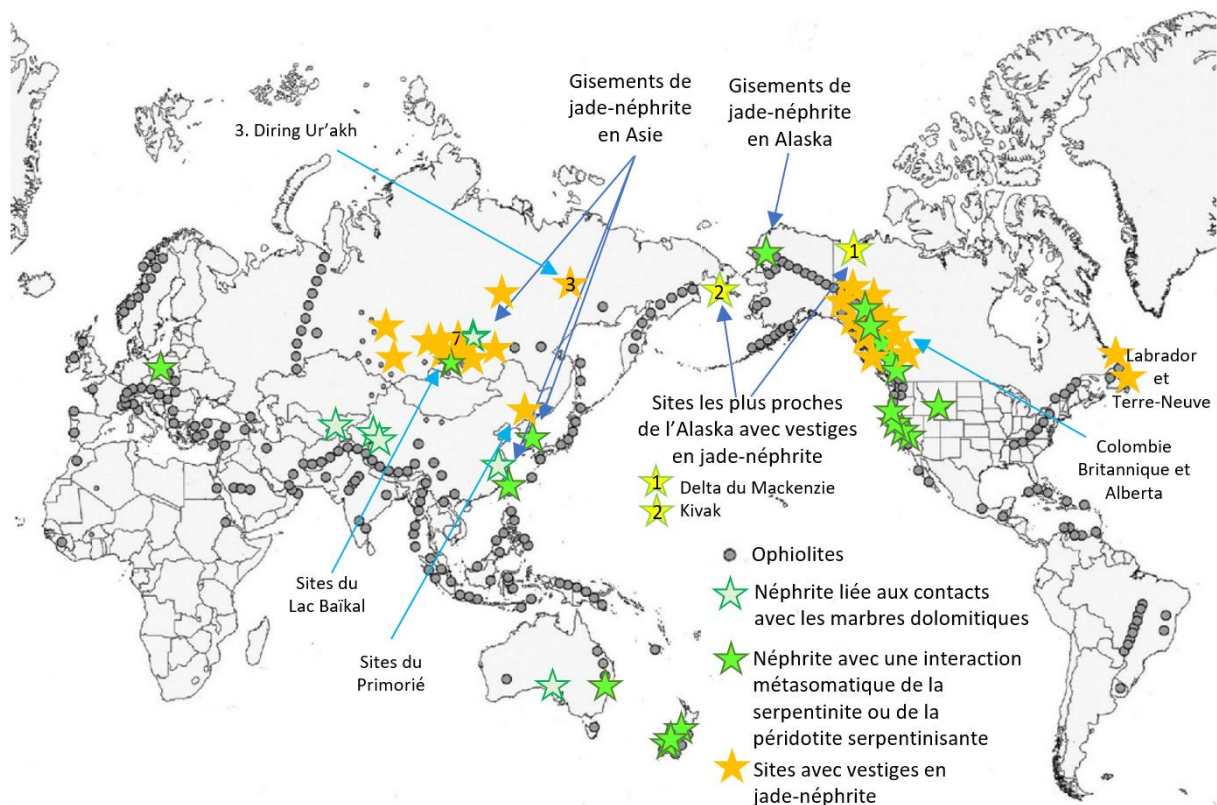 Gisements de
jade-néphrite
en Asie
Gisements de
jade-néphrite
en Alaska
3. Diring Ur’akh
3
1
2
7
Labrador
et
Terre-Neuve
Sites les plus proches
de l’Alaska avec vestiges
en jade-néphrite
1 Delta du Mackenzie
2 Kivak
Colombie
Britannique et
Alberta
Sites du
Lac Baïkal
Sites du
Primorié
Ophiolites
Néphrite liée aux contacts
avec les marbres dolomitiques
Néphrite avec une interaction
métasomatique de la
serpentinite ou de la
péridotite serpentinisante
Sites avec vestiges en
jade-néphrite